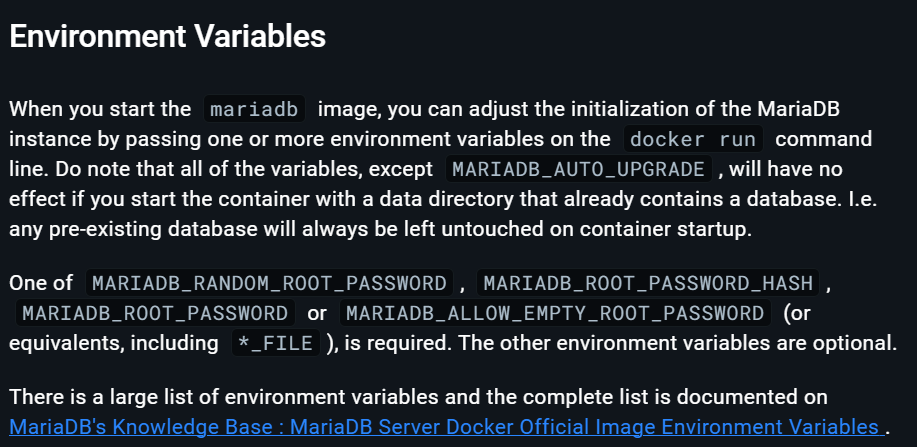 Environment Variables
When you start the mariadb image, you can adjust the initialization of the MariaDB
instance by passing one or more environment variables on the docker run command
line. Do note that all of the variables, except MARIADB_AUTO_UPGRADE , will have no
effect if you start the container with a data directory that already contains a database. I.e.
any pre-existing database will always be left untouched on container startup.
One of MARIADB_RANDOM_ROOT_PASSWORD , MARIADB_ROOT_PASSWORD_HASH ,
MARIADB_ROOT_PASSWORD or MARIADB_ALLOW_EMPTY_ROOT_PASSWORD (or
equivalents, including *_FILE ), is required. The other environment variables are optional.
There is a large list of environment variables and the complete list is documented on
MariaDB's Knowledge Base : MariaDB Server Docker Official Image Environment Variables .